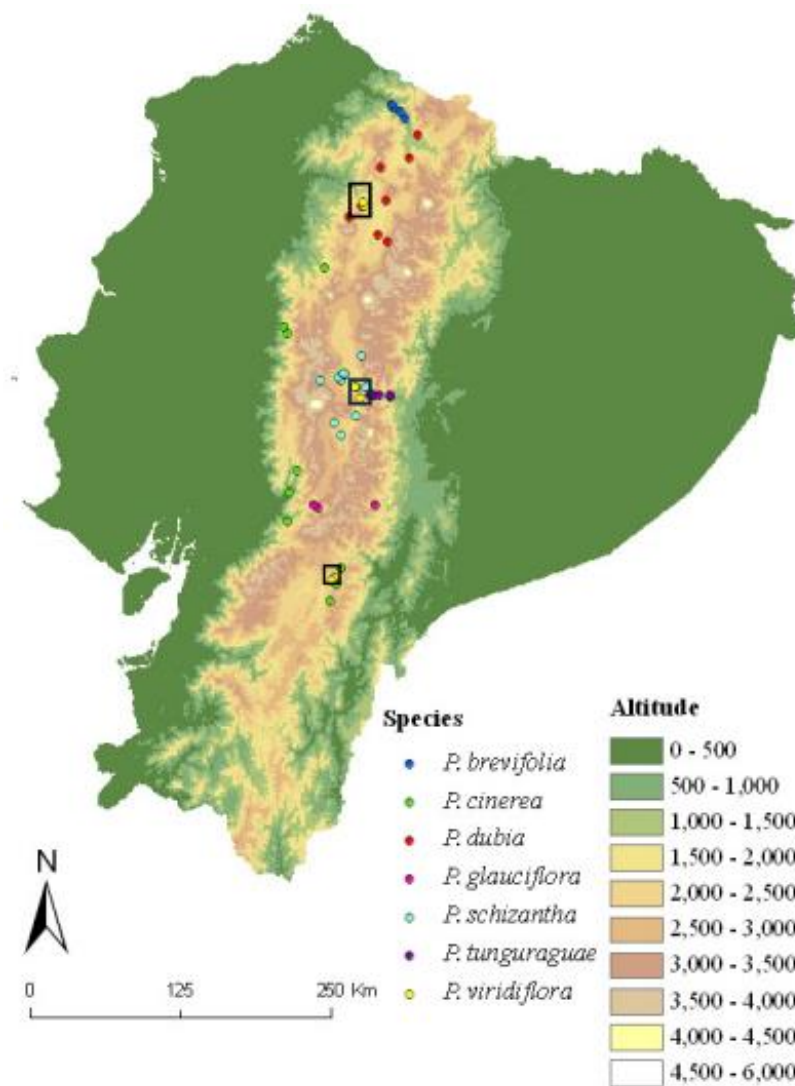 Species
P. brevifolia
P. cinerea
P. dubia
P. glauciflora
P. schizantha
P. tunguraguae
P. viridiflora
Altitude
0 - 500
500 - 1,000
1,000 - 1,500
1,500 - 2,000
2,000 - 2,500
2,500 - 3,000
3,000 - 3,500
3,500 - 4,000
4,000 - 4,500
4,500 - 6,000
N
0 125 250 Km